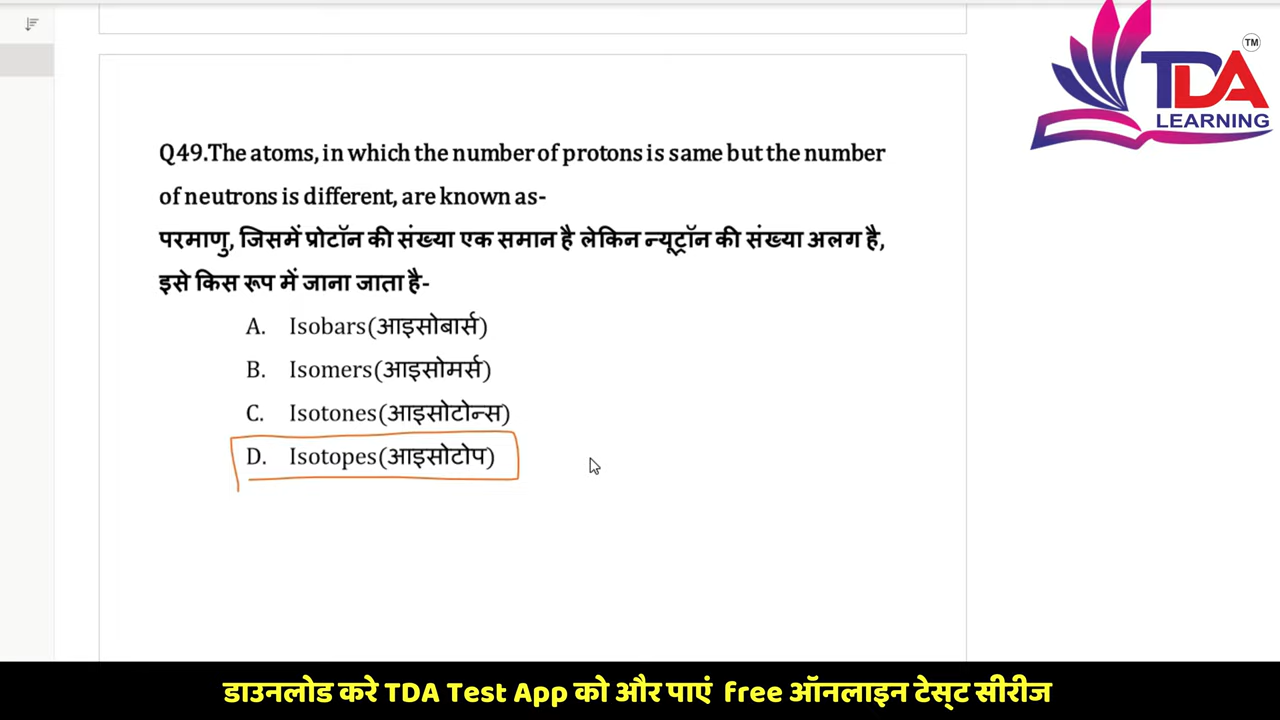 TM
TDA
LEARNING
Q49.The atoms, in which the number of protons is same but the number
of neutrons is different, are known as-
परमाणु, जिसमें प्रोटॉन की संख्या एक समान है लेकिन न्यूट्रॉन की संख्या अलग है,
इसे किस रूप में जाना जाता है-
A. Isobars(आइसोबार्स)
B. Isomers(आइसोमर्स)
C. Isotones(आइसोटोन्स)
D. Isotopes(आइसोटोप)
डाउनलोड करे TDA Test App को और पाएं free ऑनलाइन टेस्ट सीरीज